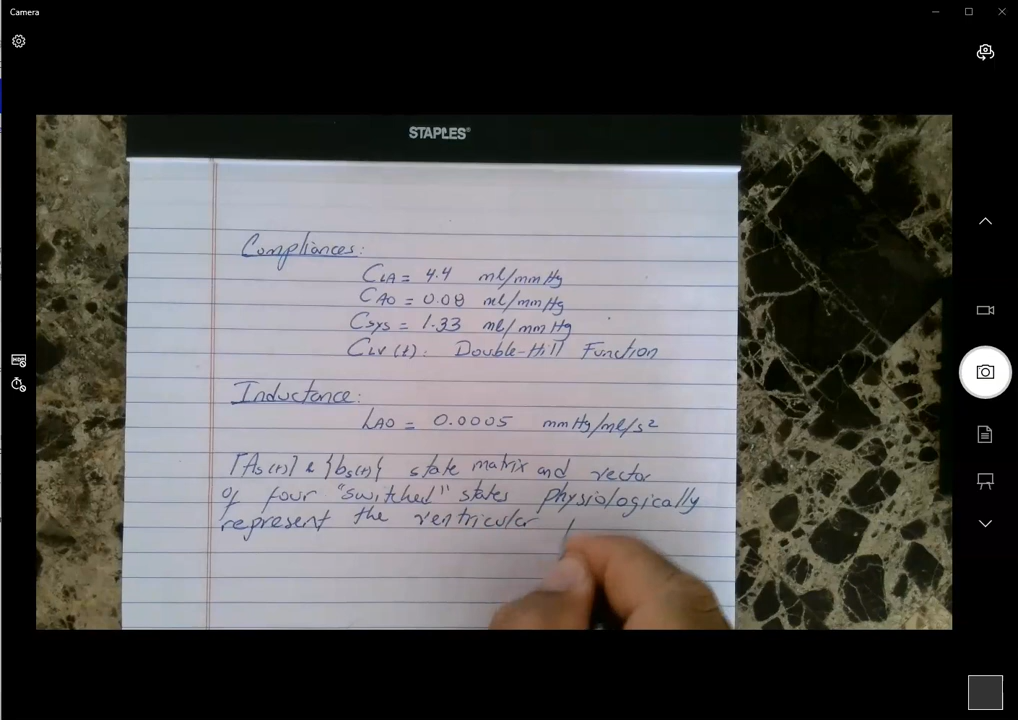 Camera
STAPLES
Compliances:
CLA = 4.4 ml/mmHg
CAO = 0.08 ml/mmHg
Csys = 1.33 ml/mmHg
CLV(t): Double-Hill Function
Inductance:
LAO = 0.0005 mmHg/ml/s²
[As(t)] & {bs(t)} state matrix and vector
of four "switched" states physiologically
represent the ventricular